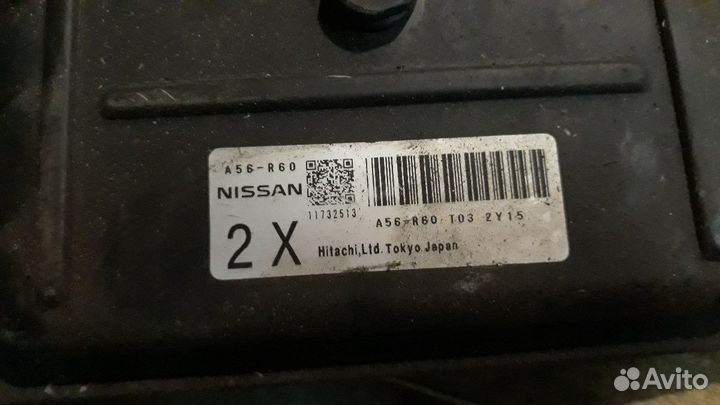 A56-R60
NISSAN
11732513
A56-R60 T03 2Y15
2 X
Hitachi,Ltd. Tokyo Japan
Avito